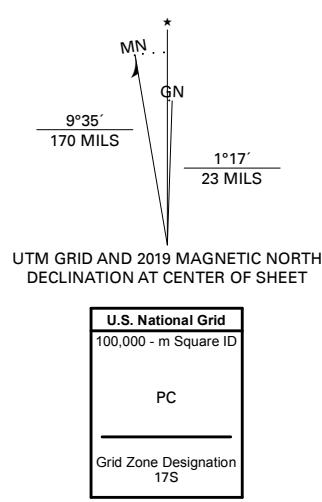 ★
MN
GN
9°35´
170 MILS
1°17´
23 MILS
UTM GRID AND 2019 MAGNETIC NORTH
DECLINATION AT CENTER OF SHEET
U.S. National Grid
100,000 - m Square ID
PC
Grid Zone Designation
17S